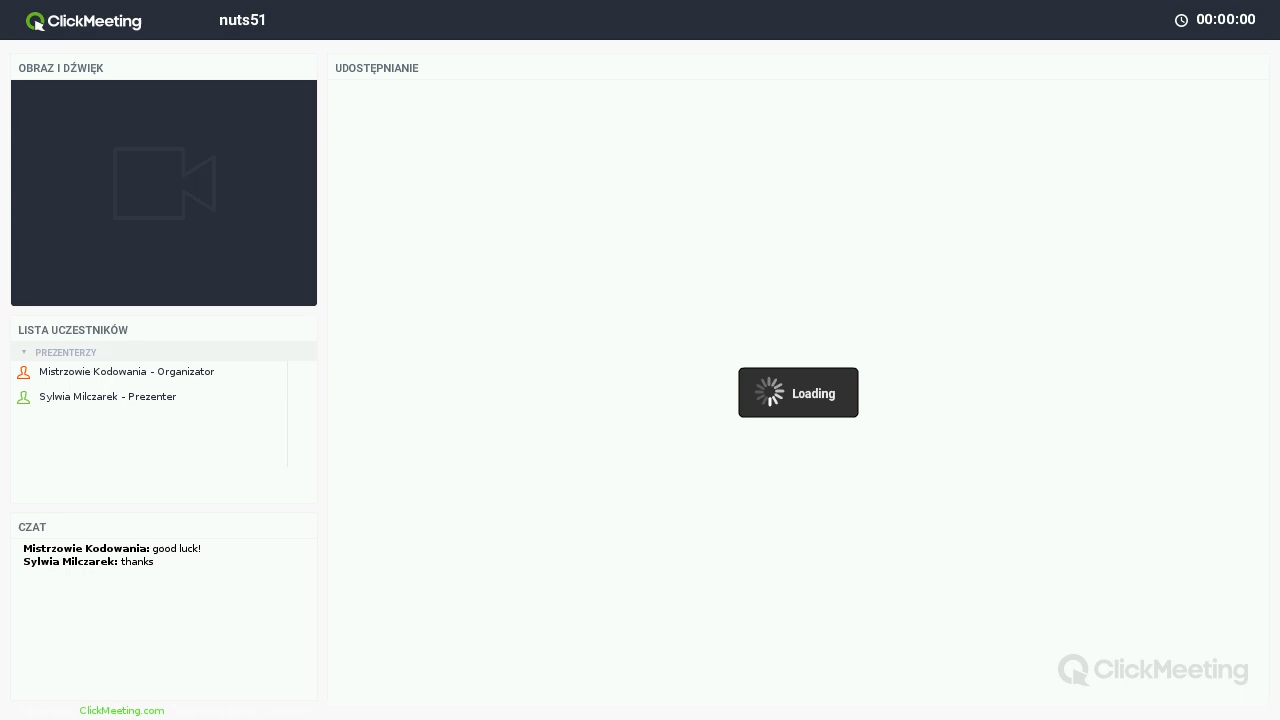 ClickMeeting
nuts51
00:00:00
OBRAZ I DŹWIĘK
LISTA UCZESTNIKÓW
PREZENTERZY
Mistrzowie Kodowania - Organizator
Sylwia Milczarek - Prezenter
CZAT
Mistrzowie Kodowania: good luck!
Sylwia Milczarek: thanks
ClickMeeting.com
UDOSTĘPNIANIE
Loading
ClickMeeting